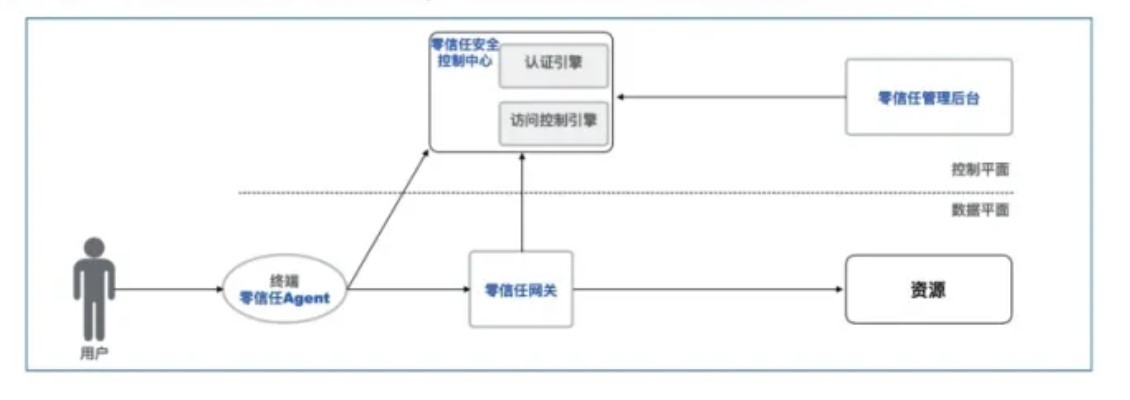 零信任安全
控制中心
认证引擎
访问控制引擎
零信任管理后台
控制平面
数据平面
终端
零信任Agent
零信任网关
资源
用户